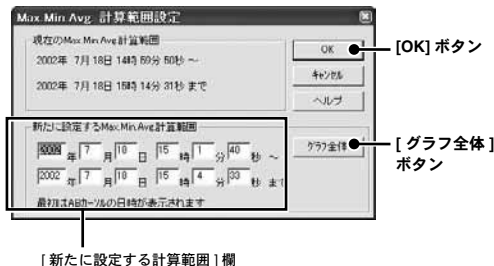 Max Min Avg 計算範囲設定
現在のMax Min Avg計算範囲
2002年 7月 18日 14時 59分 50秒 ~
2002年 7月 18日 15時 14分 31秒 まで
OK
キャンセル
ヘルプ
[OK] ボタン
新たに設定するMax.Min.Avg計算範囲
2002 年 7 月 18 日 15 時 1 分 40 秒 ~
2002 年 7 月 18 日 15 時 4 分 33 秒 まで
最初はABカーソルの日時が表示されます
グラフ全体
[ グラフ全体 ]
ボタン
[ 新たに設定する計算範囲 ] 欄